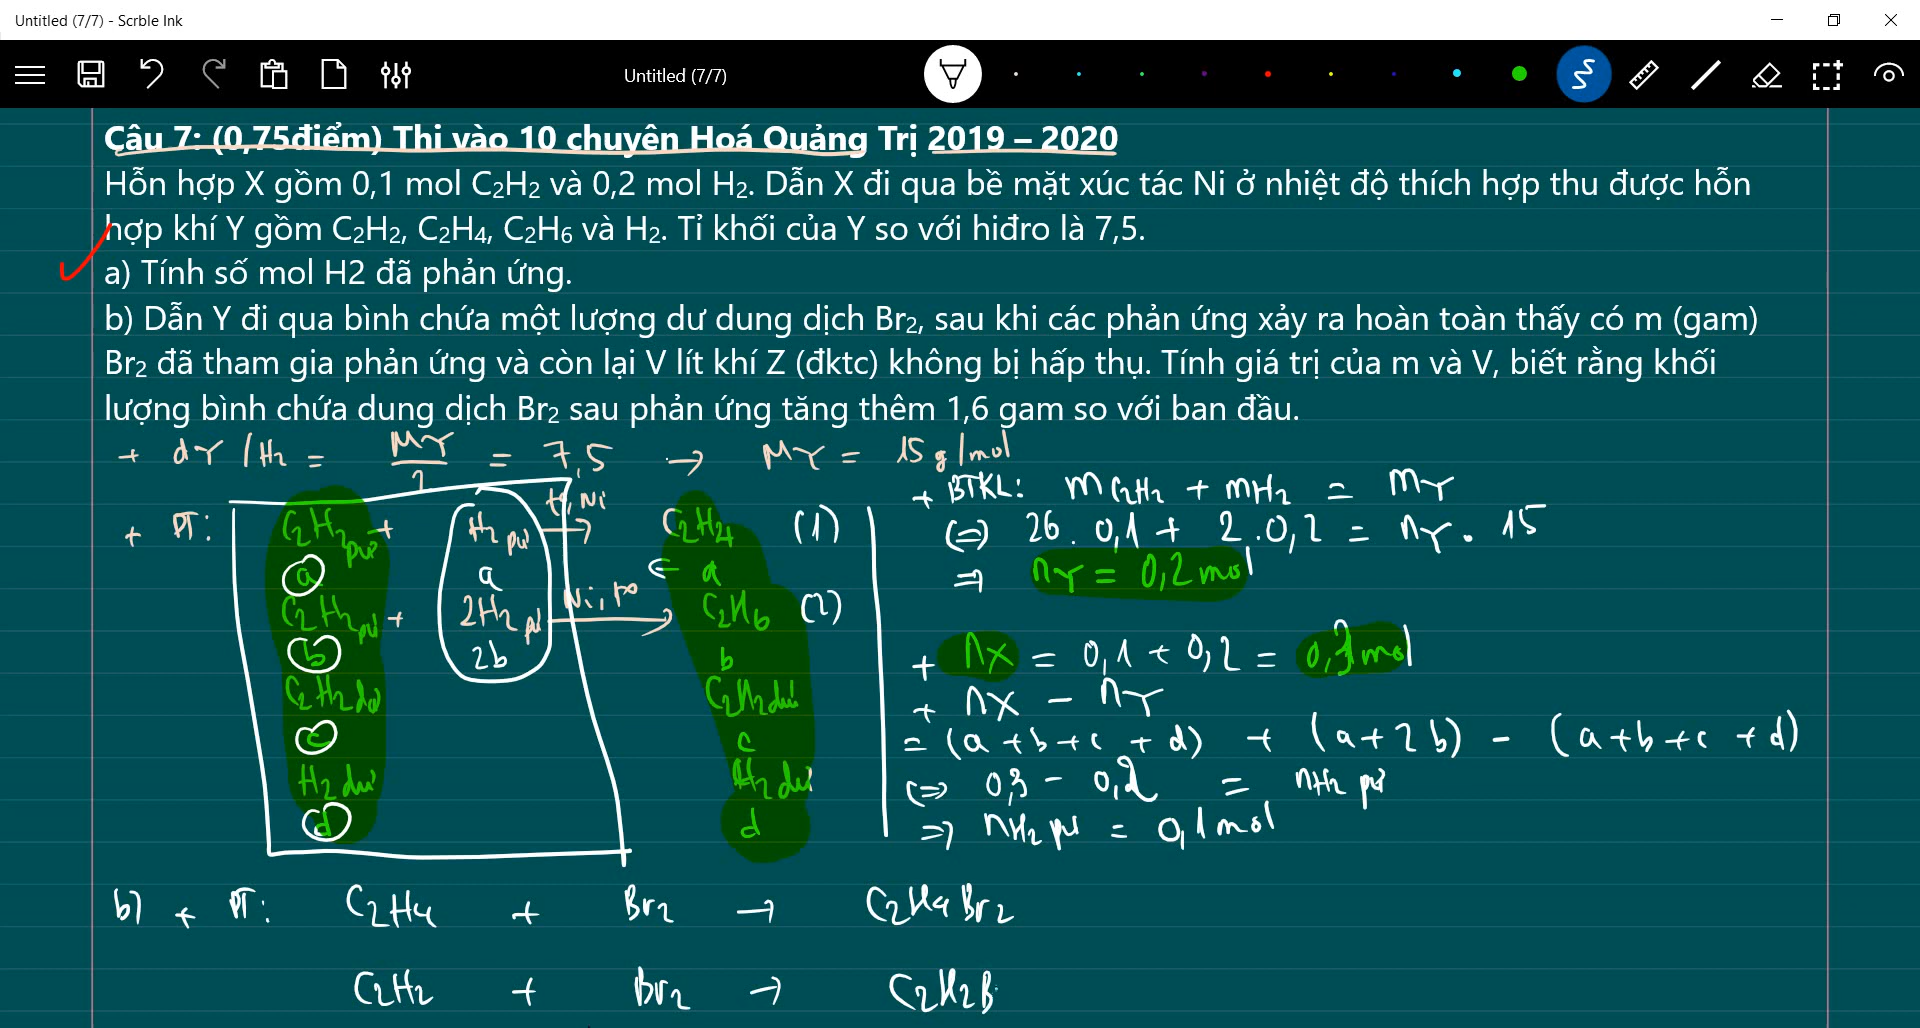 Untitled (7/7) - Scrble Ink
Untitled (7/7)
Câu 7: (0,75điểm) Thi vào 10 chuyên Hoá Quảng Trị 2019 – 2020
Hỗn hợp X gồm 0,1 mol C2H2 và 0,2 mol H2. Dẫn X đi qua bề mặt xúc tác Ni ở nhiệt độ thích hợp thu được hỗn
hợp khí Y gồm C2H2, C2H4, C2H6 và H2. Tỉ khối của Y so với hiđro là 7,5.
a) Tính số mol H2 đã phản ứng.
b) Dẫn Y đi qua bình chứa một lượng dư dung dịch Br2, sau khi các phản ứng xảy ra hoàn toàn thấy có m (gam)
Br2 đã tham gia phản ứng và còn lại V lít khí Z (đktc) không bị hấp thụ. Tính giá trị của m và V, biết rằng khối
lượng bình chứa dung dịch Br2 sau phản ứng tăng thêm 1,6 gam so với ban đầu.
+ dY/H2 = MY/2 = 7,5 → MY = 15g/mol
+ PT: C2H2 pư + H2 pư → t°, Ni C2H4 (1)
a a ⇐ a
C2H2 pư + 2H2 pư → Ni, t° C2H6 (2)
b 2b b
C2H2 dư C2H2 dư
c c
H2 dư H2 dư
d d
+ BTKL: mC2H2 + mH2 = mY
(⇒) 26.0,1 + 2.0,2 = nY . 15
⇒ nY = 0,2 mol
+ nX = 0,1 + 0,2 = 0,3 mol
+ nX − nY
= (a+b+c+d) + (a+2b) − (a+b+c+d)
(⇒) 0,3 − 0,2 = nH2 pư
⇒ nH2 pư = 0,1 mol
b) + PT: C2H4 + Br2 → C2H4Br2
C2H2 + Br2 → C2H2B